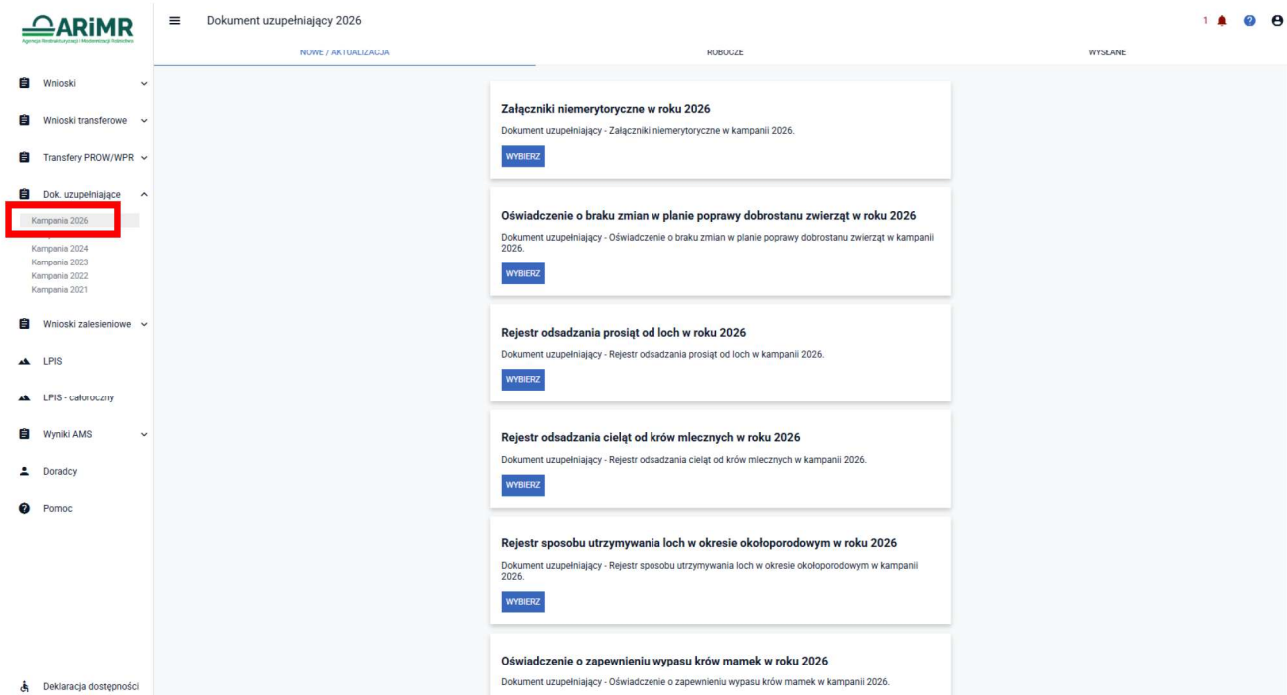 ARiMR
Agencja Restrukturyzacji i Modernizacji Rolnictwa
Dokument uzupełniający 2026
1
NOWE / AKTUALIZACJA
ROBOCZE
WYSŁANE
Wnioski
Wnioski transferowe
Transfery PROW/WPR
Dok. uzupełniające
Kampania 2026
Kampania 2024
Kampania 2023
Kampania 2022
Kampania 2021
Wnioski zalesieniowe
LPIS
LPIS - całoroczny
Wyniki AMS
Doradcy
Pomoc
Deklaracja dostępności
Załączniki niemerytoryczne w roku 2026
Dokument uzupełniający - Załączniki niemerytoryczne w kampanii 2026.
WYBIERZ
Oświadczenie o braku zmian w planie poprawy dobrostanu zwierząt w roku 2026
Dokument uzupełniający - Oświadczenie o braku zmian w planie poprawy dobrostanu zwierząt w kampanii
2026.
WYBIERZ
Rejestr odsadzania prosiąt od loch w roku 2026
Dokument uzupełniający - Rejestr odsadzania prosiąt od loch w kampanii 2026.
WYBIERZ
Rejestr odsadzania cieląt od krów mlecznych w roku 2026
Dokument uzupełniający - Rejestr odsadzania cieląt od krów mlecznych w kampanii 2026.
WYBIERZ
Rejestr sposobu utrzymywania loch w okresie okołoporodowym w roku 2026
Dokument uzupełniający - Rejestr sposobu utrzymywania loch w okresie okołoporodowym w kampanii
2026.
WYBIERZ
Oświadczenie o zapewnieniu wypasu krów mamek w roku 2026
Dokument uzupełniający - Oświadczenie o zapewnieniu wypasu krów mamek w kampanii 2026.